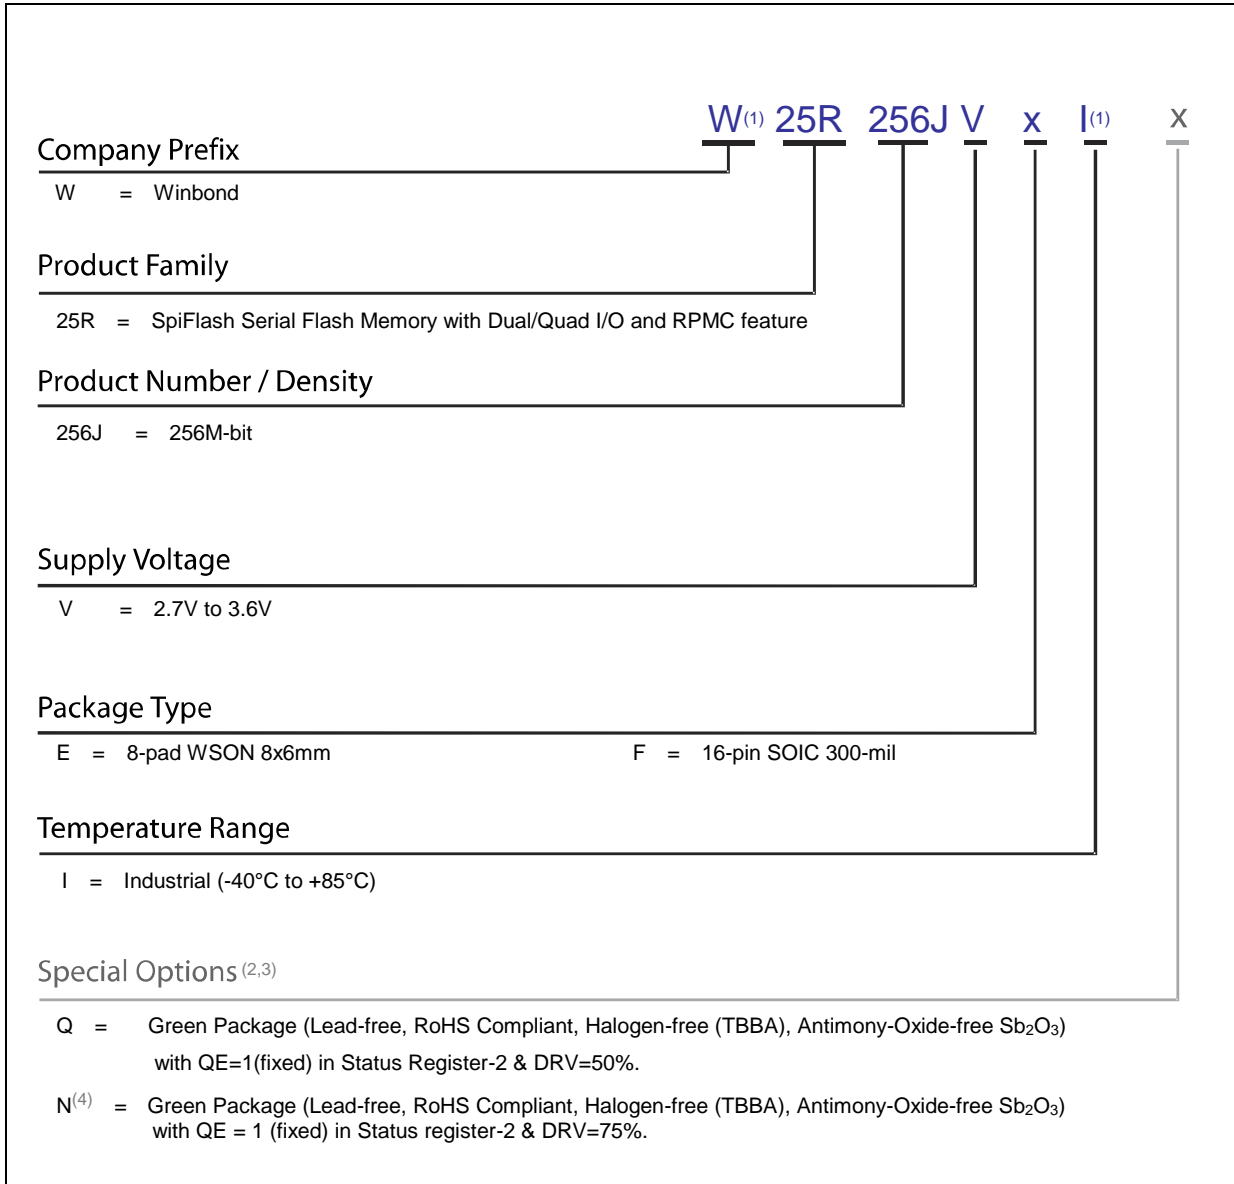 W(1) 25R 256J V x I(1) x
Company Prefix
W = Winbond
Product Family
25R = SpiFlash Serial Flash Memory with Dual/Quad I/O and RPMC feature
Product Number / Density
256J = 256M-bit
Supply Voltage
V = 2.7V to 3.6V
Package Type
E = 8-pad WSON 8x6mm F = 16-pin SOIC 300-mil
Temperature Range
I = Industrial (-40°C to +85°C)
Special Options (2,3)
Q = Green Package (Lead-free, RoHS Compliant, Halogen-free (TBBA), Antimony-Oxide-free Sb₂O₃)
with QE=1(fixed) in Status Register-2 & DRV=50%.
N(4) = Green Package (Lead-free, RoHS Compliant, Halogen-free (TBBA), Antimony-Oxide-free Sb₂O₃)
with QE = 1 (fixed) in Status register-2 & DRV=75%.